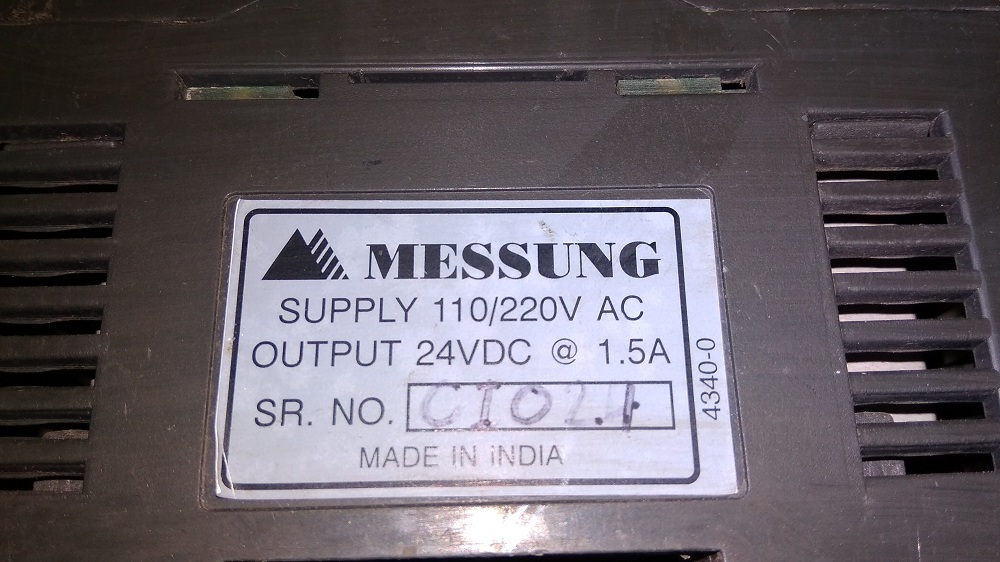 MESSUNG
SUPPLY 110/220V AC
OUTPUT 24VDC @ 1.5A
SR. NO.
MADE IN INDIA
4340-0